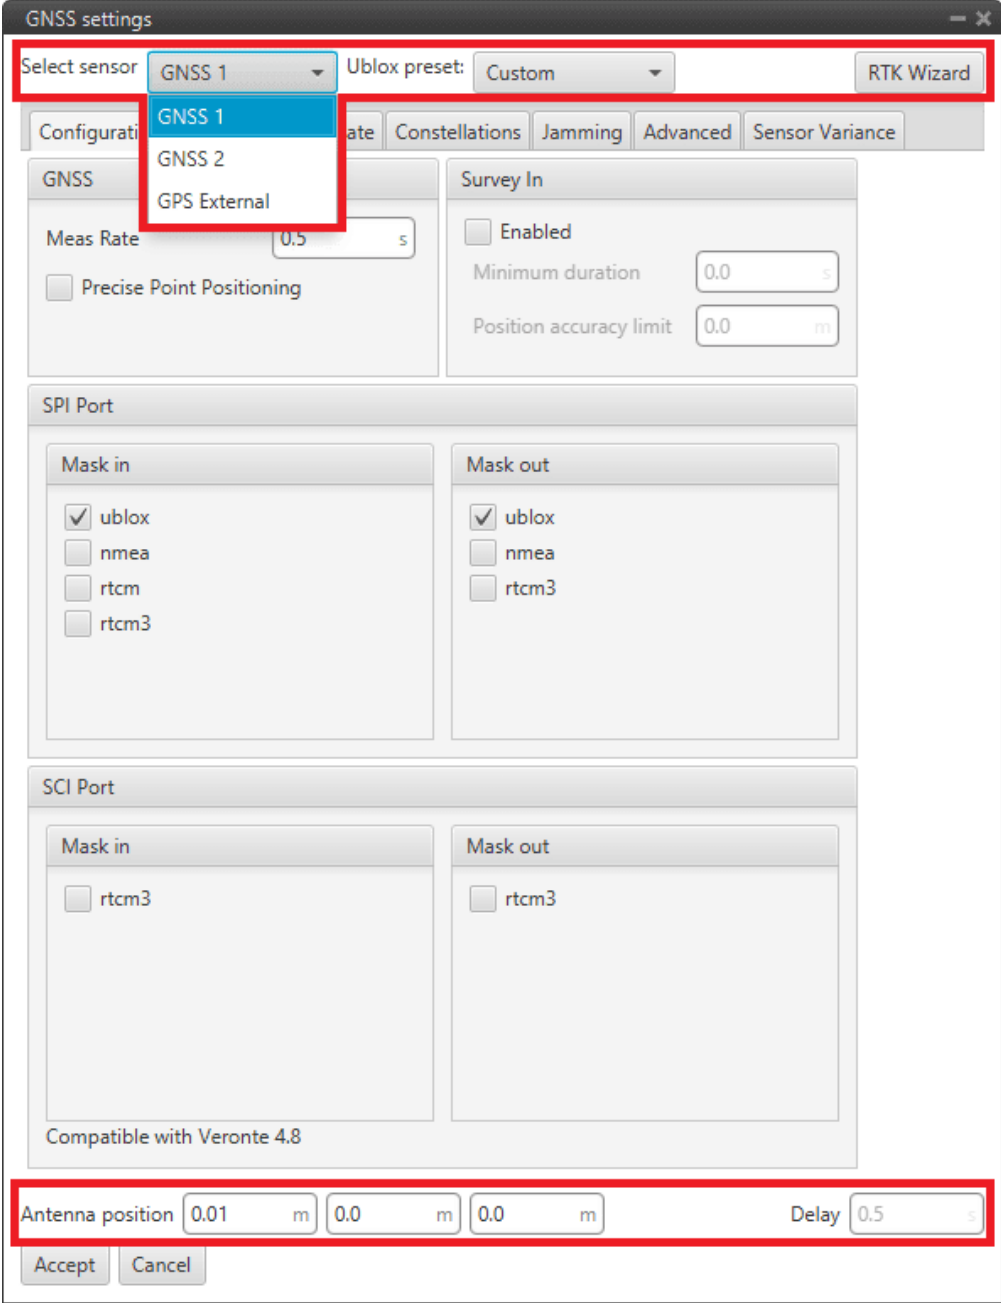 GNSS settings
Select sensor GNSS 1 Ublox preset: Custom RTK Wizard
GNSS 1
GNSS 2
GPS External
Configurati ate Constellations Jamming Advanced Sensor Variance
GNSS
Meas Rate 0.5 s
Precise Point Positioning
Survey In
Enabled
Minimum duration 0.0 s
Position accuracy limit 0.0 m
SPI Port
Mask in
ublox
nmea
rtcm
rtcm3
Mask out
ublox
nmea
rtcm3
SCI Port
Mask in
rtcm3
Mask out
rtcm3
Compatible with Veronte 4.8
Antenna position 0.01 m 0.0 m 0.0 m Delay 0.5 s
Accept Cancel